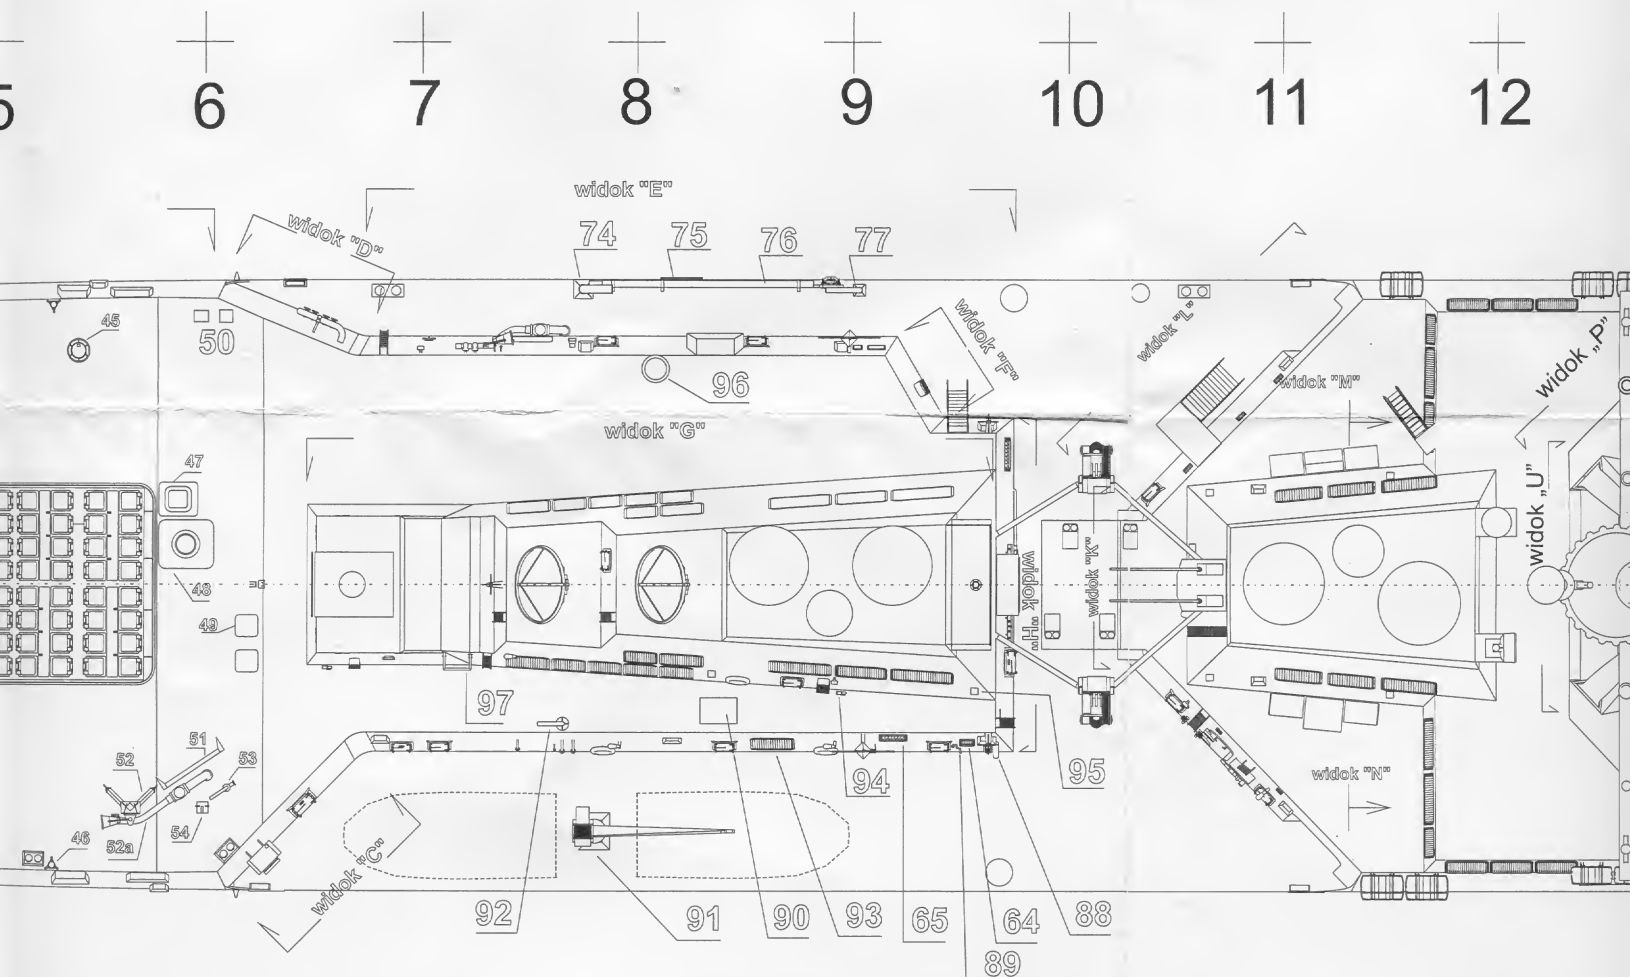 5 6 7 8 9 10 11 12
widok "E"
widok "D"
74 75 76 77
45
50
widok "F"
widok "L"
widok „P"
96
widok "M"
widok "G"
47
widok „U"
48
widok "H"
widok "K"
49
97
51
52
53
94
95
widok "N"
54
46
52a
widok "C"
92 91 90 93 65 64 88
89